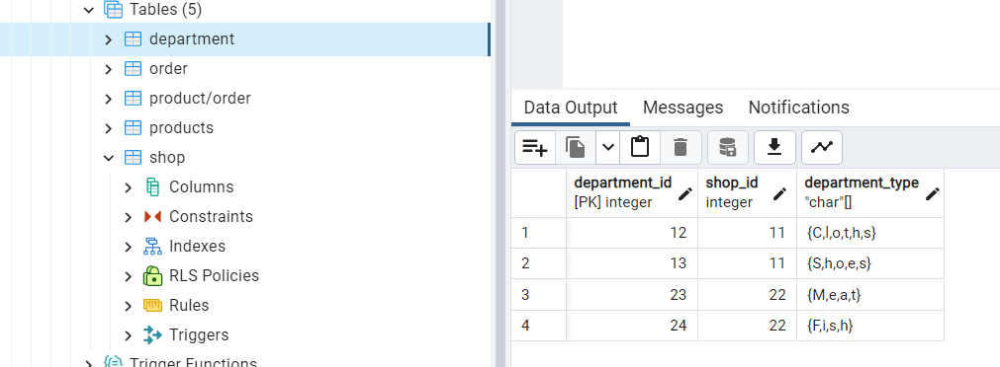 Tables (5)
department
order
product/order
products
shop
Columns
Constraints
Indexes
RLS Policies
Rules
Triggers
Trigger Functions
Data Output Messages Notifications
department_id shop_id department_type
[PK] integer integer "char"[]
1 12 11 {C,l,o,t,h,s}
2 13 11 {S,h,o,e,s}
3 23 22 {M,e,a,t}
4 24 22 {F,i,s,h}